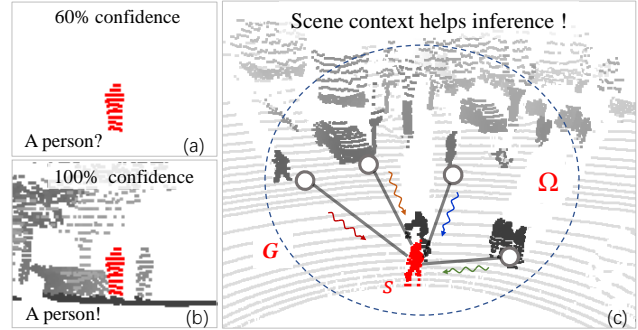 60% confidence
A person?
(a)
100% confidence
A person!
(b)
Scene context helps inference !
Ω
G
s
(c)